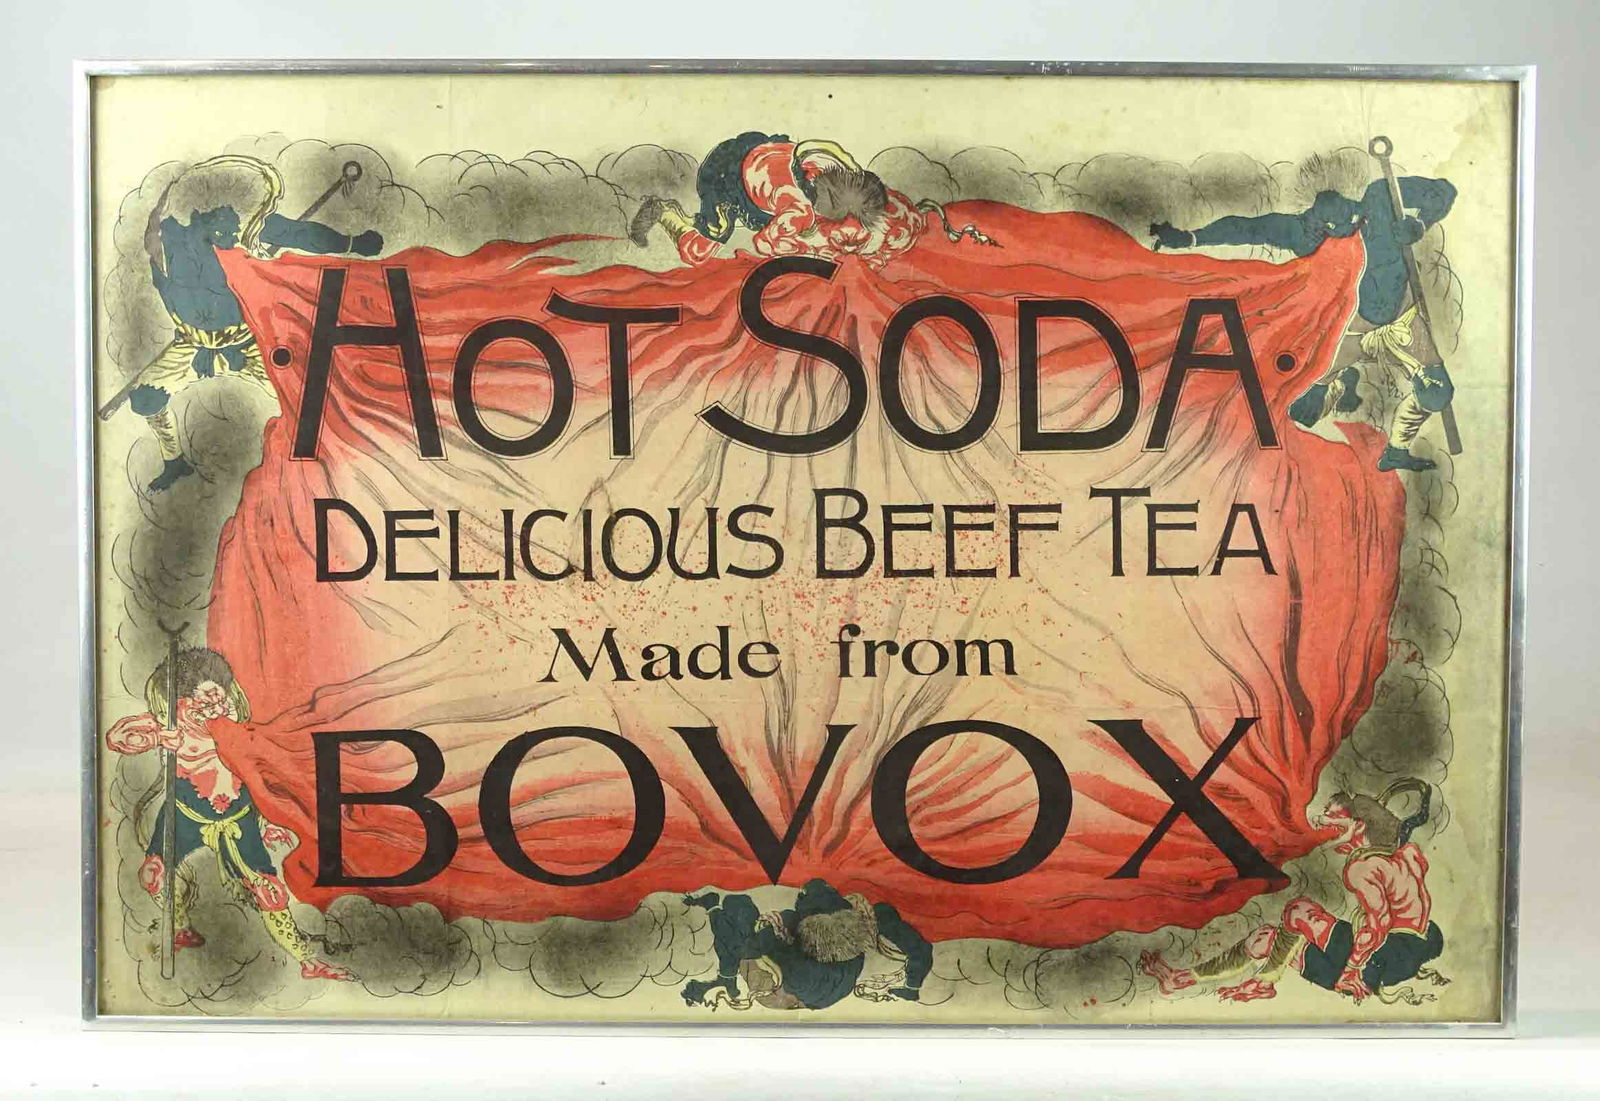 ·HOT SODA·
DELICIOUS BEEF TEA
Made from
BOVOX